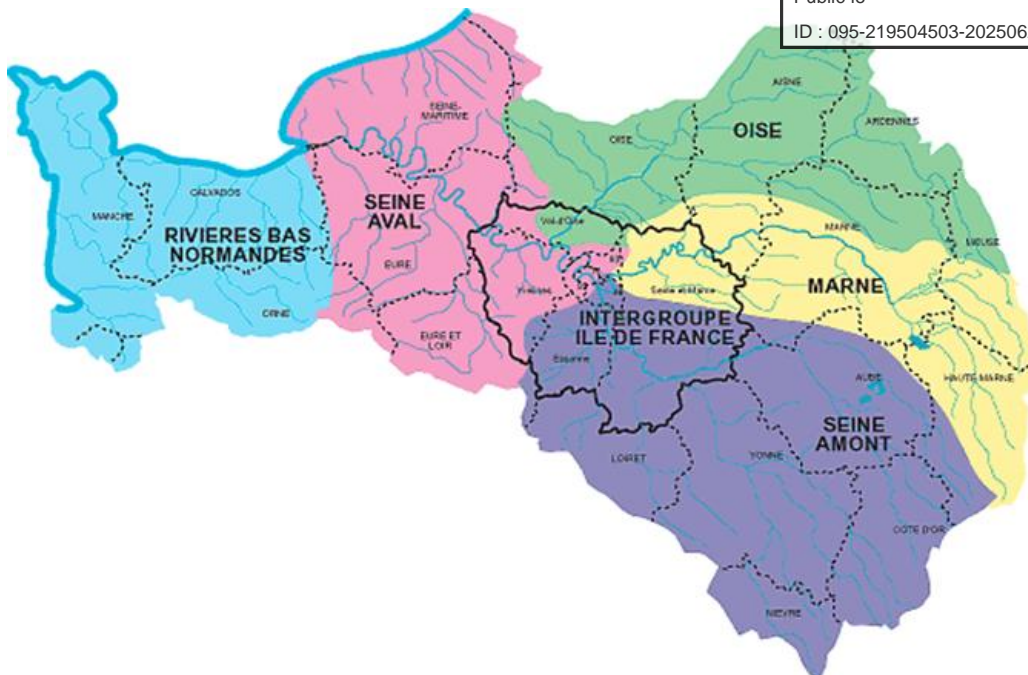 Publié le
ID : 095-219504503-202506
AISNE
ARDENNES
SEINE-
MARITIME
OISE
OISE
CALVADOS
MANCHE
RIVIERES BAS
NORMANDES
SEINE
AVAL
Val-d'Oise
MARNE
MEUSE
EURE
Yvelines
Seine et Marne
MARNE
ORNE
INTERGROUPE
ILE DE FRANCE
EURE ET
LOIR
Essonne
AUBE
HAUTE-MARNE
SEINE
AMONT
LOIRET
YONNE
COTE D'OR
NIEVRE